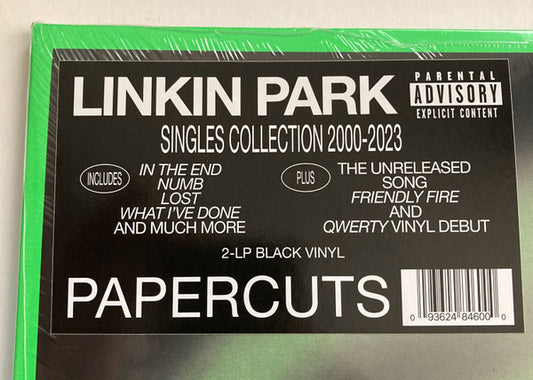 LINKIN PARK
PARENTAL
ADVISORY
EXPLICIT CONTENT
SINGLES COLLECTION 2000-2023
INCLUDES
IN THE END
NUMB
LOST
WHAT I'VE DONE
AND MUCH MORE
PLUS
THE UNRELEASED
SONG
FRIENDLY FIRE
AND
QWERTY VINYL DEBUT
2-LP BLACK VINYL
PAPERCUTS
0 93624 84600 0